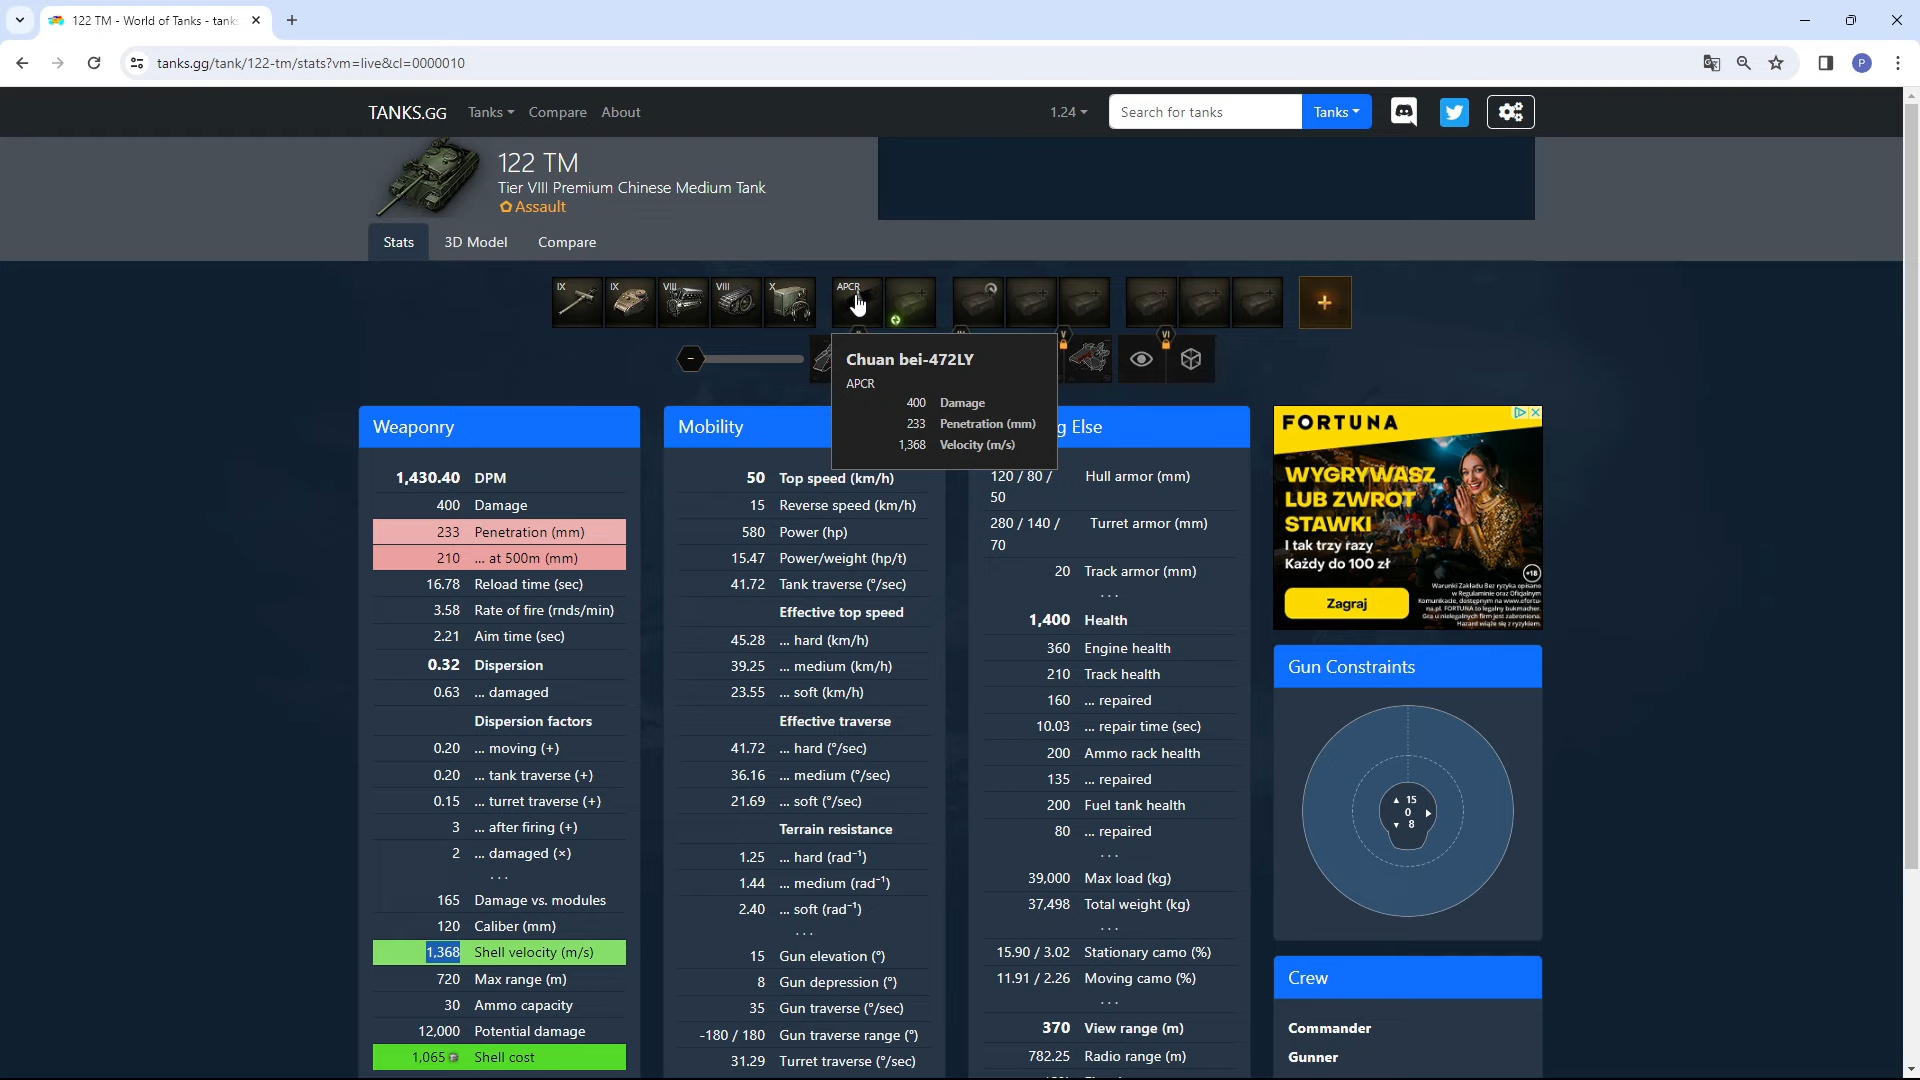 122 TM - World of Tanks - tank
tanks.gg/tank/122-tm/stats?vm=live&cl=0000010
P
TANKS.GG
Tanks
Compare
About
1.24
Search for tanks
Tanks
122 TM
Tier VIII Premium Chinese Medium Tank
Assault
Stats
3D Model
Compare
IX
IX
VIII
VIII
X
APCR
V
VI
Chuan bei-472LY
APCR
400 Damage
233 Penetration (mm)
1,368 Velocity (m/s)
Weaponry
1,430.40 DPM
400 Damage
233 Penetration (mm)
210 ... at 500m (mm)
16.78 Reload time (sec)
3.58 Rate of fire (rnds/min)
2.21 Aim time (sec)
0.32 Dispersion
0.63 ... damaged
Dispersion factors
0.20 ... moving (+)
0.20 ... tank traverse (+)
0.15 ... turret traverse (+)
3 ... after firing (+)
2 ... damaged (×)
...
165 Damage vs. modules
120 Caliber (mm)
1,368 Shell velocity (m/s)
720 Max range (m)
30 Ammo capacity
12,000 Potential damage
1,065 Shell cost
Mobility
50 Top speed (km/h)
15 Reverse speed (km/h)
580 Power (hp)
15.47 Power/weight (hp/t)
41.72 Tank traverse (°/sec)
Effective top speed
45.28 ... hard (km/h)
39.25 ... medium (km/h)
23.55 ... soft (km/h)
Effective traverse
41.72 ... hard (°/sec)
36.16 ... medium (°/sec)
21.69 ... soft (°/sec)
Terrain resistance
1.25 ... hard (rad⁻¹)
1.44 ... medium (rad⁻¹)
2.40 ... soft (rad⁻¹)
...
15 Gun elevation (°)
8 Gun depression (°)
35 Gun traverse (°/sec)
-180 / 180 Gun traverse range (°)
31.29 Turret traverse (°/sec)
g Else
120 / 80 / 50 Hull armor (mm)
280 / 140 / 70 Turret armor (mm)
20 Track armor (mm)
...
1,400 Health
360 Engine health
210 Track health
160 ... repaired
10.03 ... repair time (sec)
200 Ammo rack health
135 ... repaired
200 Fuel tank health
80 ... repaired
...
39,000 Max load (kg)
37,498 Total weight (kg)
...
15.90 / 3.02 Stationary camo (%)
11.91 / 2.26 Moving camo (%)
...
370 View range (m)
782.25 Radio range (m)
FORTUNA
WYGRYWASZ
LUB ZWROT
STAWKI
I tak trzy razy
Każdy do 100 zł
Zagraj
+18
Gun Constraints
15
0
8
Crew
Commander
Gunner